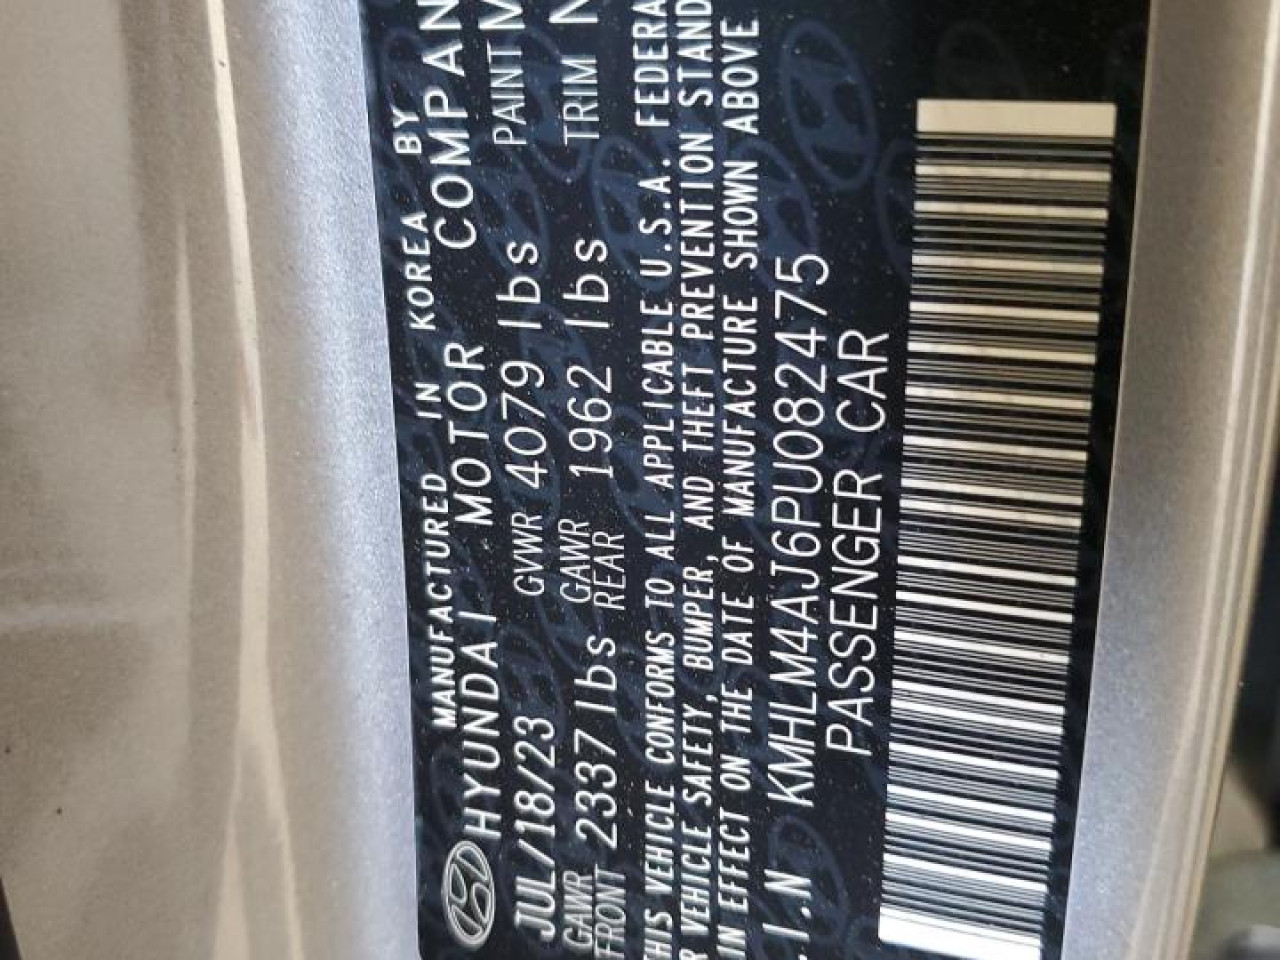 MANUFACTURED IN KOREA BY
HYUNDAI MOTOR COMPAN
JUL/18/23 GVWR 4079 lbs PAINT M
GAWR FRONT 2337 lbs GAWR REAR 1962 lbs TRIM N
THIS VEHICLE CONFORMS TO ALL APPLICABLE U.S.A. FEDERA
R VEHICLE SAFETY, BUMPER, AND THEFT PREVENTION STAND
IN EFFECT ON THE DATE OF MANUFACTURE SHOWN ABOVE
.I.N KMHLM4AJ6PU082475
PASSENGER CAR